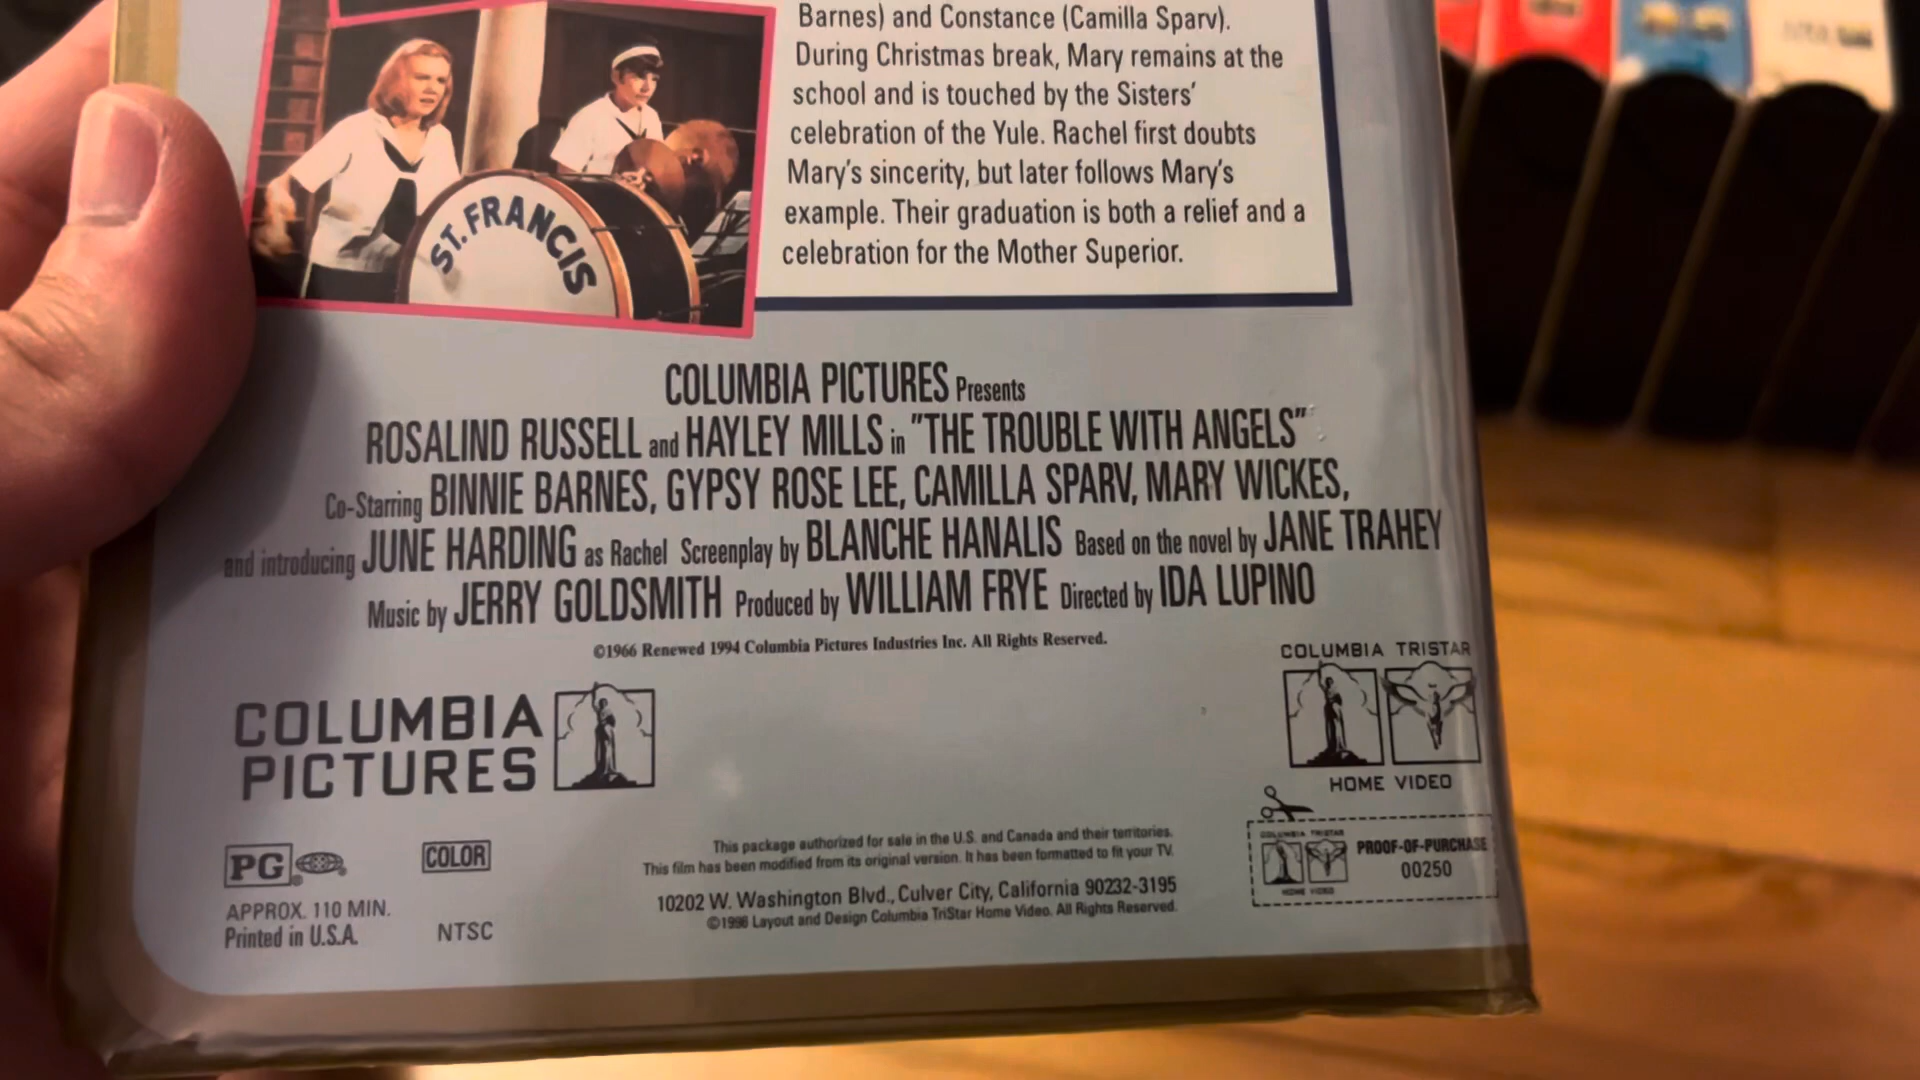 Barnes) and Constance (Camilla Sparv).
During Christmas break, Mary remains at the
school and is touched by the Sisters'
celebration of the Yule. Rachel first doubts
Mary's sincerity, but later follows Mary's
example. Their graduation is both a relief and a
celebration for the Mother Superior.
ST. FRANCIS
COLUMBIA PICTURES Presents
ROSALIND RUSSELL and HAYLEY MILLS in "THE TROUBLE WITH ANGELS"
Co-Starring BINNIE BARNES, GYPSY ROSE LEE, CAMILLA SPARV, MARY WICKES,
and introducing JUNE HARDING as Rachel Screenplay by BLANCHE HANALIS Based on the novel by JANE TRAHEY
Music by JERRY GOLDSMITH Produced by WILLIAM FRYE Directed by IDA LUPINO
©1966 Renewed 1994 Columbia Pictures Industries Inc. All Rights Reserved.
COLUMBIA TRISTAR
HOME VIDEO
COLUMBIA
PICTURES
PG ®
COLOR
APPROX. 110 MIN.
Printed in U.S.A.
NTSC
This package authorized for sale in the U.S. and Canada and their territories.
This film has been modified from its original version. It has been formatted to fit your TV.
10202 W. Washington Blvd., Culver City, California 90232-3195
©1996 Layout and Design Columbia TriStar Home Video. All Rights Reserved.
COLUMBIA TRISTAR
HOME VIDEO
PROOF-OF-PURCHASE
00250